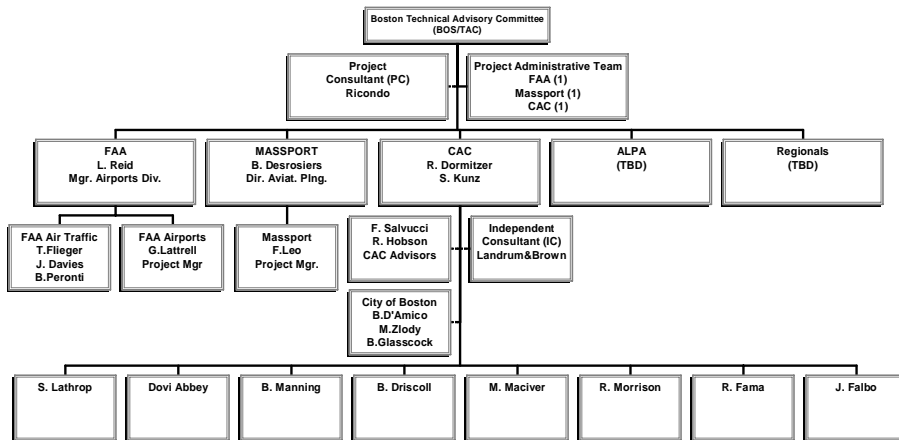 Boston Technical Advisory Committee
(BOS/TAC)
Project
Consultant (PC)
Ricondo
Project Administrative Team
FAA (1)
Massport (1)
CAC (1)
FAA
L. Reid
Mgr. Airports Div.
MASSPORT
B. Desrosiers
Dir. Aviat. Plng.
CAC
R. Dormitzer
S. Kunz
ALPA
(TBD)
Regionals
(TBD)
FAA Air Traffic
T.Flieger
J. Davies
B.Peronti
FAA Airports
G.Lattrell
Project Mgr
Massport
F.Leo
Project Mgr.
F. Salvucci
R. Hobson
CAC Advisors
Independent
Consultant (IC)
Landrum&Brown
City of Boston
B.D'Amico
M.Zlody
B.Glasscock
S. Lathrop
Dovi Abbey
B. Manning
B. Driscoll
M. Maciver
R. Morrison
R. Fama
J. Falbo